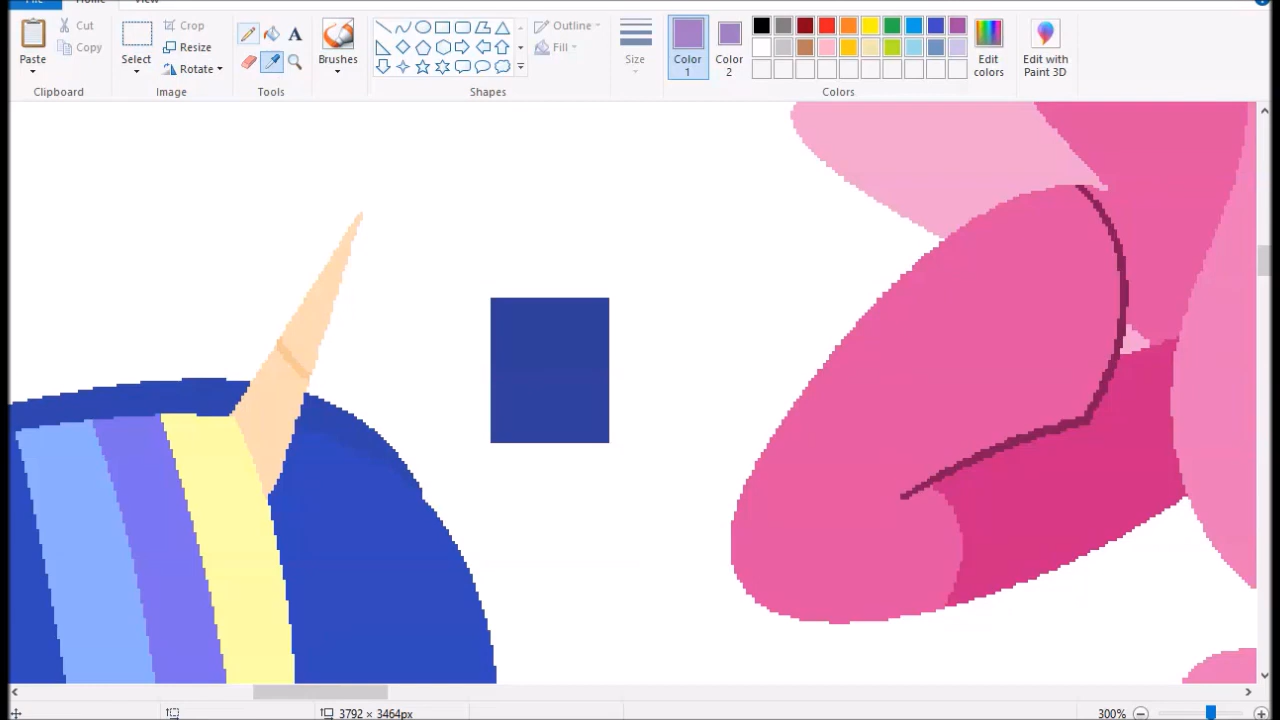 File Home View
Paste
Cut
Copy
Clipboard
Select
Crop
Resize
Rotate
Image
A
Tools
Brushes
Shapes
Outline
Fill
Size
Color 1
Color 2
Edit colors
Colors
Edit with Paint 3D
3792 × 3464px
300%